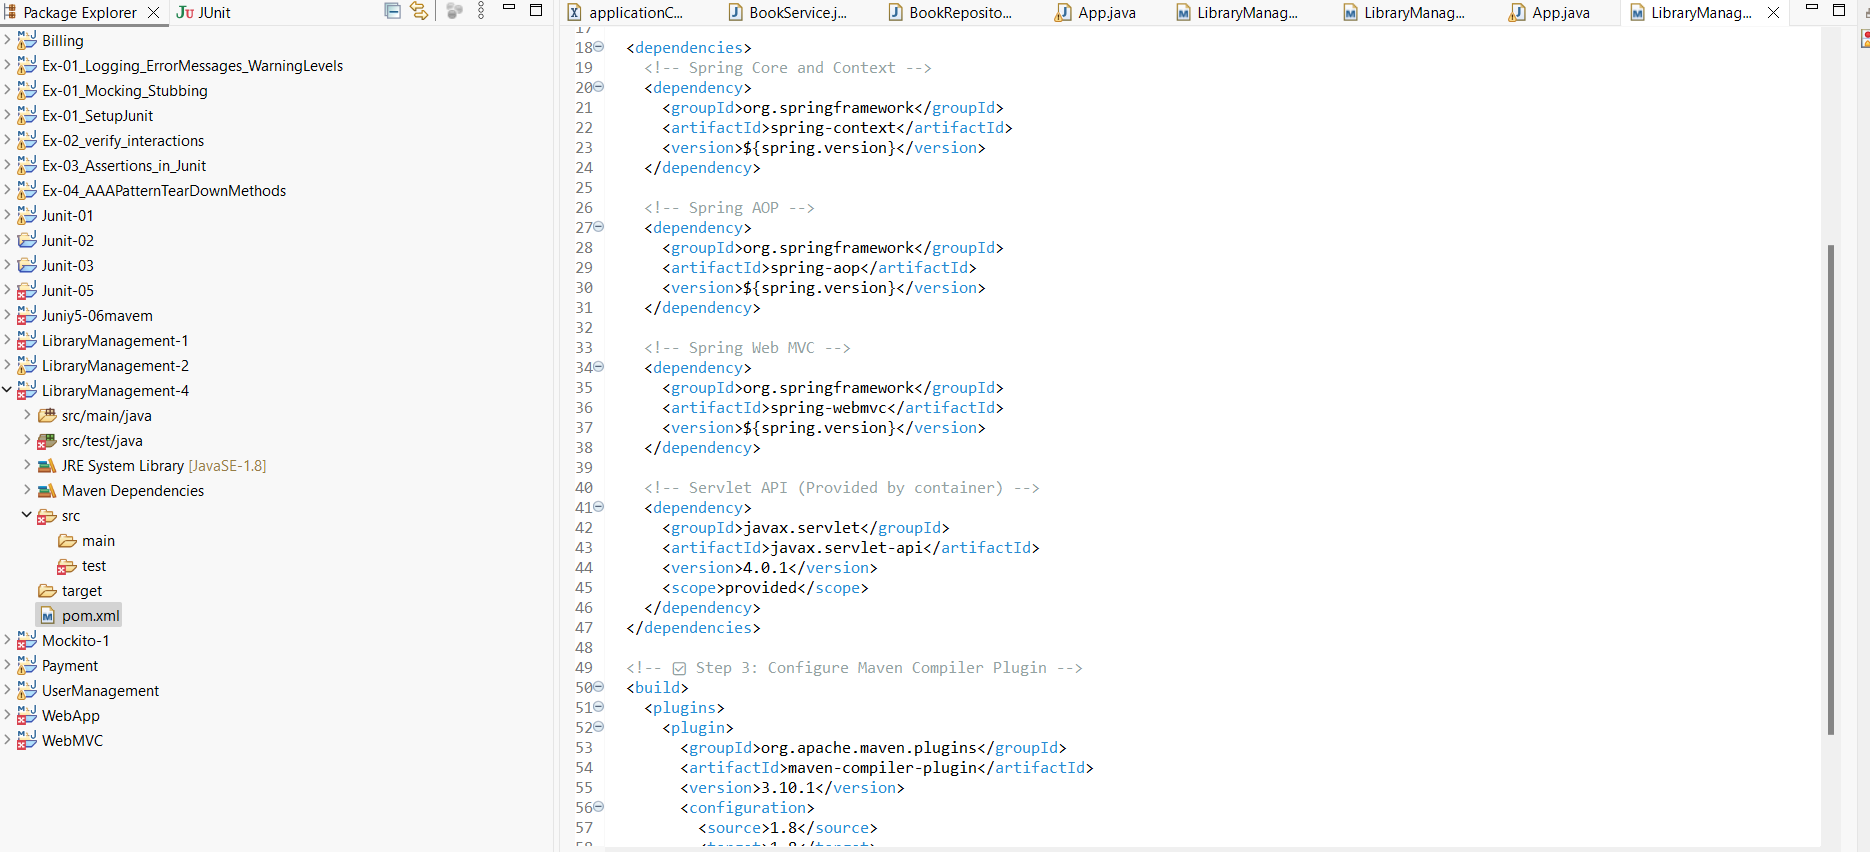 Package Explorer
JUnit
Billing
Ex-01_Logging_ErrorMessages_WarningLevels
Ex-01_Mocking_Stubbing
Ex-01_SetupJunit
Ex-02_verify_interactions
Ex-03_Assertions_in_Junit
Ex-04_AAAPatternTearDownMethods
Junit-01
Junit-02
Junit-03
Junit-05
Juniy5-06mavem
LibraryManagement-1
LibraryManagement-2
LibraryManagement-4
src/main/java
src/test/java
JRE System Library [JavaSE-1.8]
Maven Dependencies
src
main
test
target
pom.xml
Mockito-1
Payment
UserManagement
WebApp
WebMVC
applicationC...
BookService.j...
BookReposito...
App.java
LibraryManag...
LibraryManag...
App.java
LibraryManag...
17
18 <dependencies>
19 <!-- Spring Core and Context -->
20 <dependency>
21 <groupId>org.springframework</groupId>
22 <artifactId>spring-context</artifactId>
23 <version>${spring.version}</version>
24 </dependency>
25
26 <!-- Spring AOP -->
27 <dependency>
28 <groupId>org.springframework</groupId>
29 <artifactId>spring-aop</artifactId>
30 <version>${spring.version}</version>
31 </dependency>
32
33 <!-- Spring Web MVC -->
34 <dependency>
35 <groupId>org.springframework</groupId>
36 <artifactId>spring-webmvc</artifactId>
37 <version>${spring.version}</version>
38 </dependency>
39
40 <!-- Servlet API (Provided by container) -->
41 <dependency>
42 <groupId>javax.servlet</groupId>
43 <artifactId>javax.servlet-api</artifactId>
44 <version>4.0.1</version>
45 <scope>provided</scope>
46 </dependency>
47 </dependencies>
48
49 <!-- ☑ Step 3: Configure Maven Compiler Plugin -->
50 <build>
51 <plugins>
52 <plugin>
53 <groupId>org.apache.maven.plugins</groupId>
54 <artifactId>maven-compiler-plugin</artifactId>
55 <version>3.10.1</version>
56 <configuration>
57 <source>1.8</source>
58 <target>1.8</target>